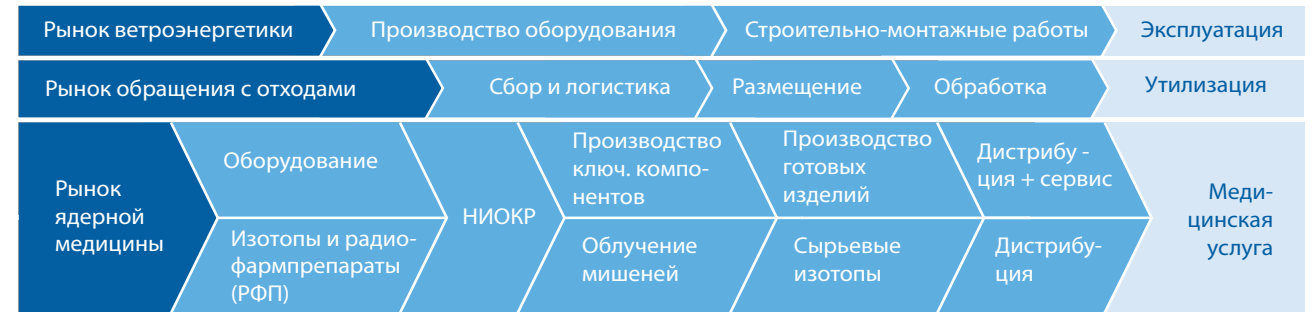 Рынок ветроэнергетики
Производство оборудования
Строительно-монтажные работы
Эксплуатация
Рынок обращения с отходами
Сбор и логистика
Размещение
Обработка
Утилизация
Рынок
ядерной
медицины
Оборудование
Изотопы и радио-
фармпрепараты
(РФП)
НИОКР
Производство
ключ. компо-
нентов
Облучение
мишеней
Производство
готовых
изделий
Сырьевые
изотопы
Дистрибу -
ция + сервис
Дистрибу-
ция
Меди-
цинская
услуга